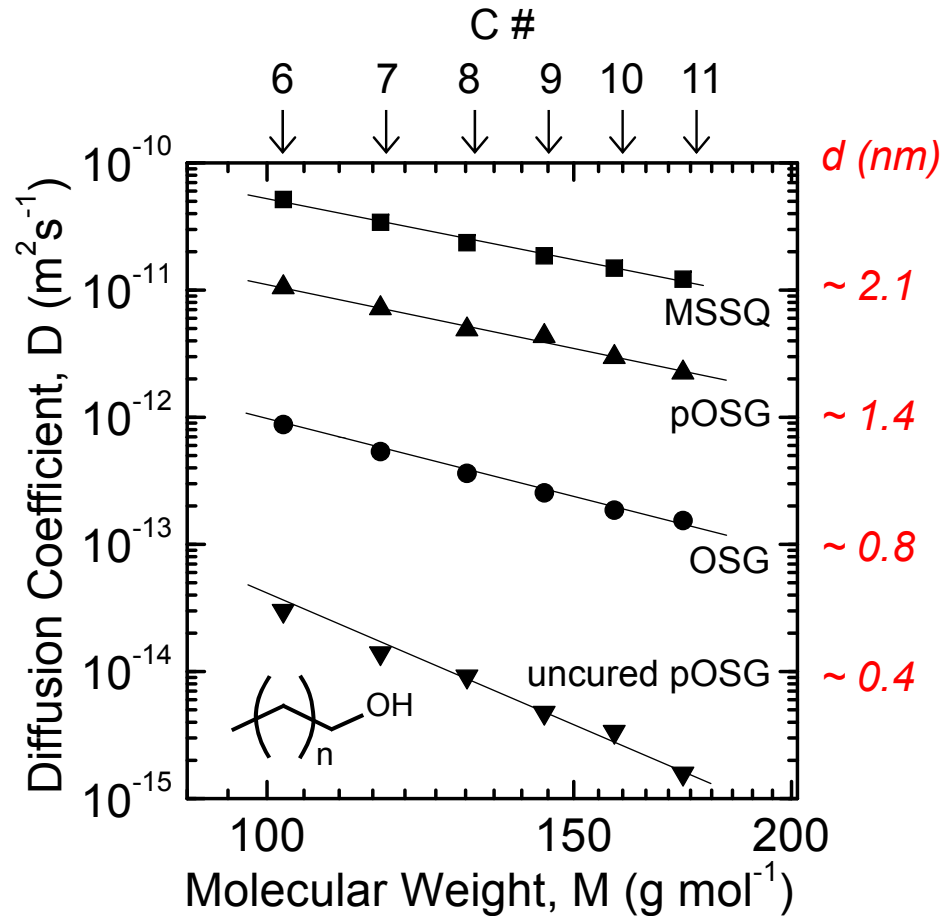 C #
6 7 8 9 10 11
d (nm)
10⁻¹⁰
10⁻¹¹
10⁻¹²
10⁻¹³
10⁻¹⁴
10⁻¹⁵
Diffusion Coefficient, D (m²s⁻¹)
MSSQ
~ 2.1
pOSG
~ 1.4
OSG
~ 0.8
uncured pOSG
~ 0.4
OH
n
100 150 200
Molecular Weight, M (g mol⁻¹)